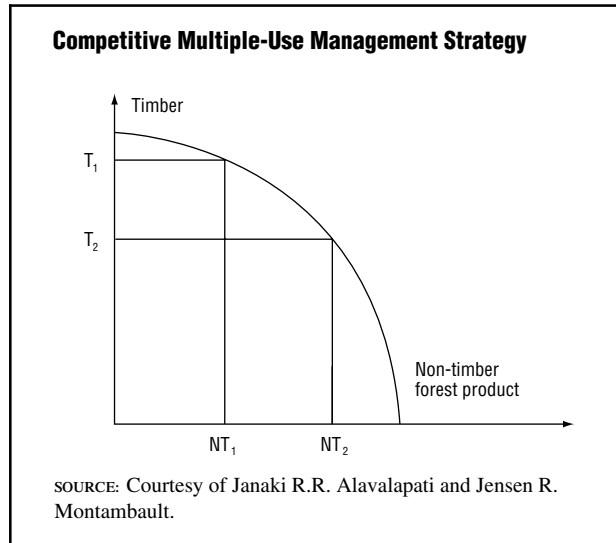 Competitive Multiple-Use Management Strategy
Timber
T₁
T₂
Non-timber
forest product
NT₁
NT₂
SOURCE: Courtesy of Janaki R.R. Alavalapati and Jensen R.
Montambault.